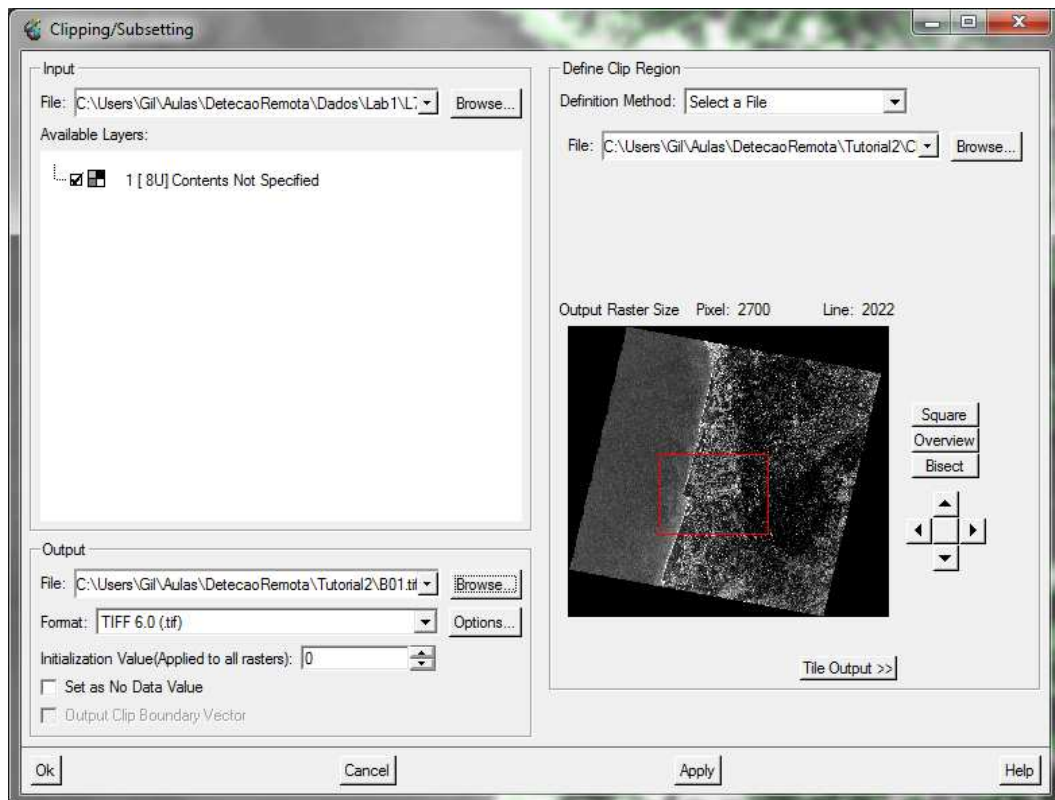 Clipping/Subsetting
Input
File: C:\Users\Gil\Aulas\DetecaoRemota\Dados\Lab1\L7 Browse...
Available Layers:
1 [ 8U] Contents Not Specified
Output
File: C:\Users\Gil\Aulas\DetecaoRemota\Tutorial2\B01.tif Browse...
Format: TIFF 6.0 (.tif) Options...
Initialization Value(Applied to all rasters): 0
Set as No Data Value
Output Clip Boundary Vector
Define Clip Region
Definition Method: Select a File
File: C:\Users\Gil\Aulas\DetecaoRemota\Tutorial2\C Browse...
Output Raster Size Pixel: 2700 Line: 2022
Square
Overview
Bisect
Tile Output >>
Ok Cancel Apply Help